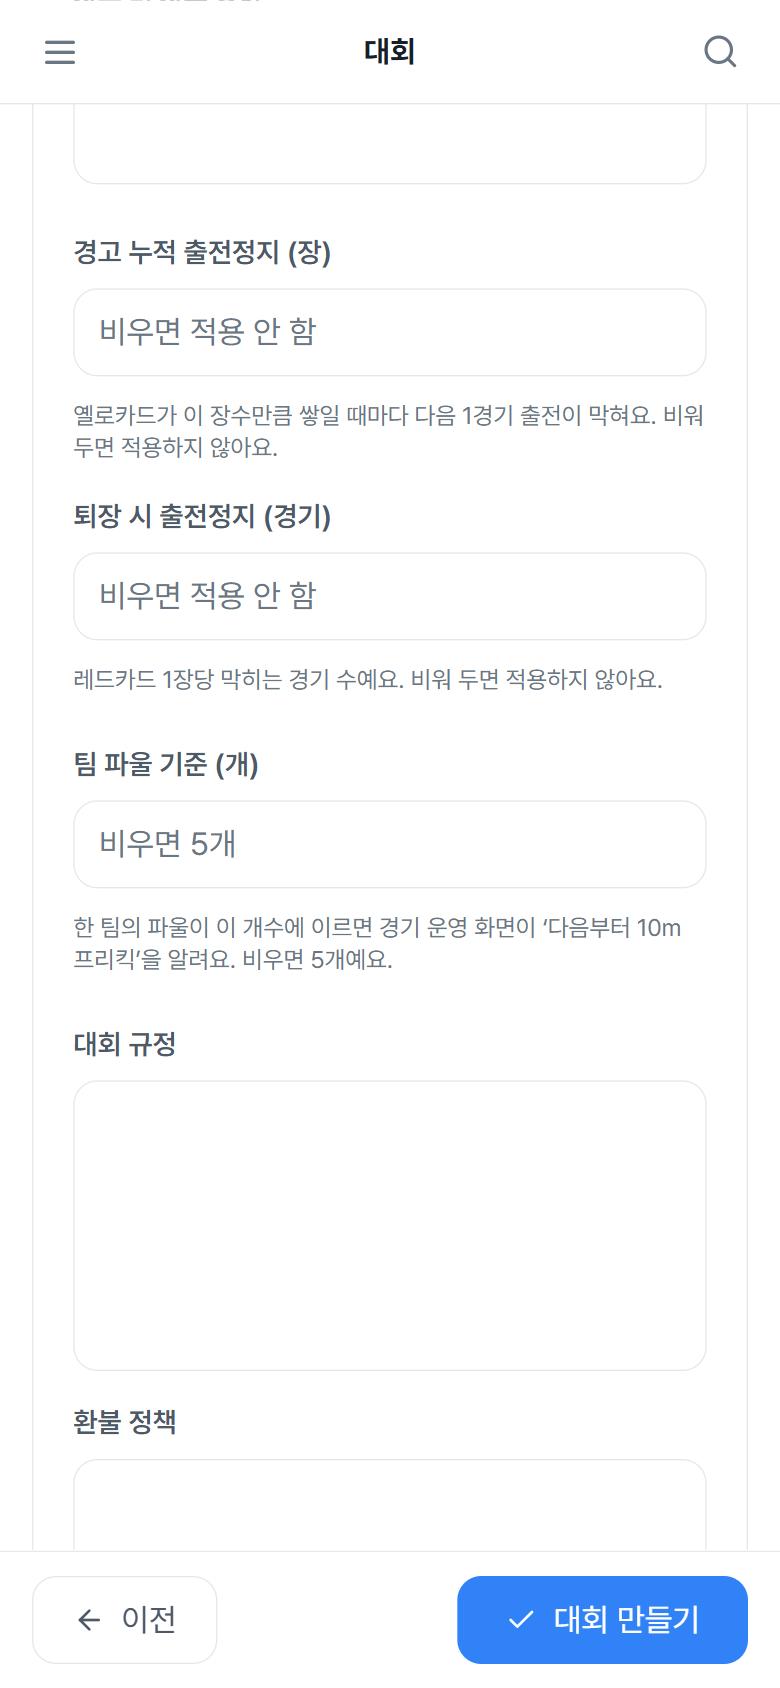 대회
경고 누적 출전정지 (장)
비우면 적용 안 함
옐로카드가 이 장수만큼 쌓일 때마다 다음 1경기 출전이 막혀요. 비워
두면 적용하지 않아요.
퇴장 시 출전정지 (경기)
비우면 적용 안 함
레드카드 1장당 막히는 경기 수예요. 비워 두면 적용하지 않아요.
팀 파울 기준 (개)
비우면 5개
한 팀의 파울이 이 개수에 이르면 경기 운영 화면이 ‘다음부터 10m
프리킥’을 알려요. 비우면 5개예요.
대회 규정
환불 정책
이전
대회 만들기